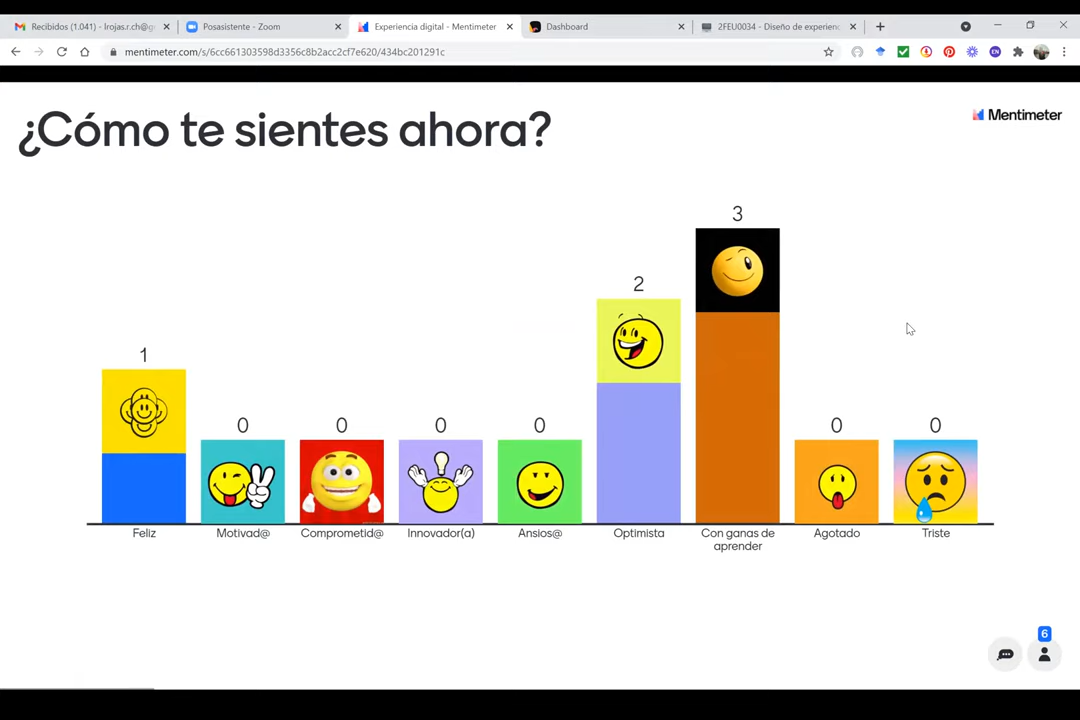 Recibidos (1.041) - lrojas.r.ch@g
Posasistente - Zoom
Experiencia digital - Mentimeter
Dashboard
2FEU0034 - Diseño de experienc
mentimeter.com/s/6cc661303598d3356c8b2acc2cf7e620/434bc201291c
EN
¿Cómo te sientes ahora?
Mentimeter
3
2
1
0 0 0 0 0 0
Feliz Motivad@ Comprometid@ Innovador(a) Ansios@ Optimista Con ganas de Agotado Triste
aprender
6